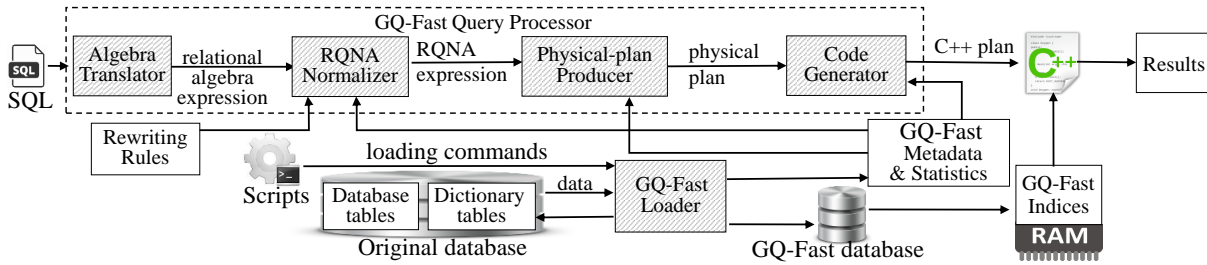 GQ-Fast Query Processor
SQL
SQL
Algebra
Translator
relational
algebra
expression
RQNA
Normalizer
RQNA
expression
Physical-plan
Producer
physical
plan
Code
Generator
C++ plan
C++
Results
Rewriting
Rules
>_
Scripts
loading commands
Database
tables
Dictionary
tables
Original database
data
GQ-Fast
Loader
GQ-Fast
Metadata
& Statistics
GQ-Fast database
GQ-Fast
Indices
RAM